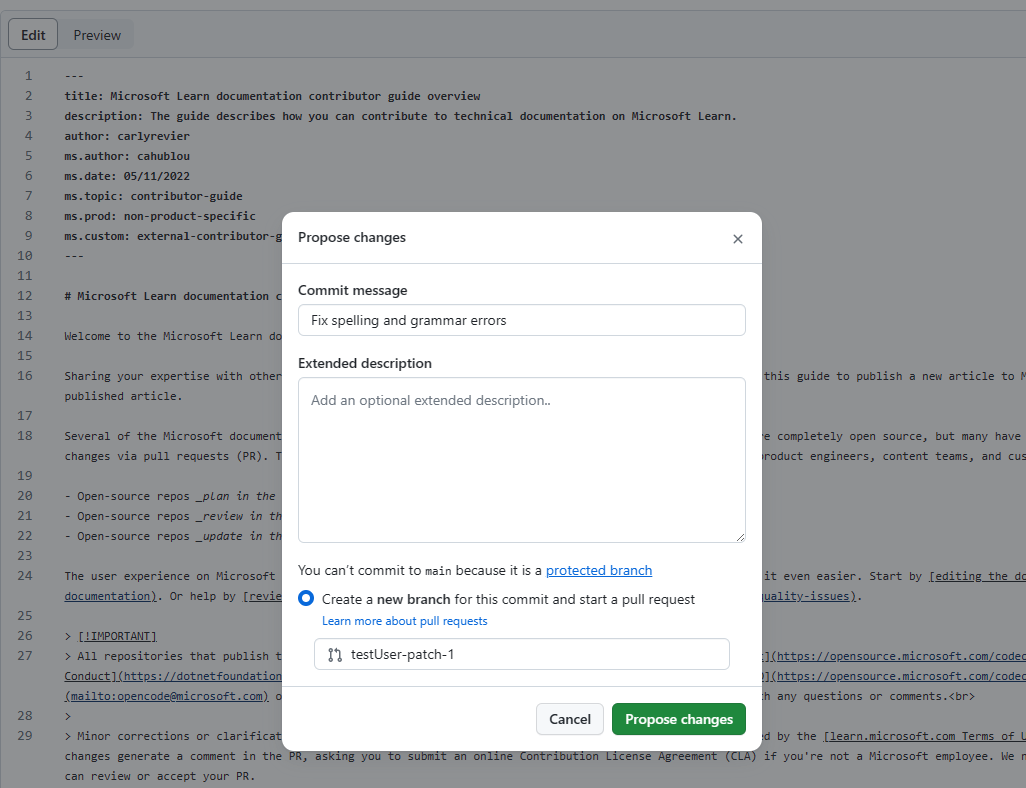 Edit Preview
1 ---
2 title: Microsoft Learn documentation contributor guide overview
3 description: The guide describes how you can contribute to technical documentation on Microsoft Learn.
4 author: carlyrevier
5 ms.author: cahublou
6 ms.date: 05/11/2022
7 ms.topic: contributor-guide
8 ms.prod: non-product-specific
9 ms.custom: external-contributor-g
10 ---
11
12 # Microsoft Learn documentation c
13
14 Welcome to the Microsoft Learn do
15
16 Sharing your expertise with other this guide to publish a new article to M
published article.
17
18 Several of the Microsoft document e completely open source, but many have
changes via pull requests (PR). T roduct engineers, content teams, and cus
19
20 - Open-source repos _plan in the
21 - Open-source repos _review in th
22 - Open-source repos _update in th
23
24 The user experience on Microsoft it even easier. Start by [editing the do
documentation). Or help by [revie uality-issues).
25
26 > [!IMPORTANT]
27 > All repositories that publish t ](https://opensource.microsoft.com/codec
Conduct](https://dotnetfoundation ](https://opensource.microsoft.com/codec
(mailto:opencode@microsoft.com) o h any questions or comments.<br>
28 >
29 > Minor corrections or clarificat d by the [learn.microsoft.com Terms of U
changes generate a comment in the PR, asking you to submit an online Contribution License Agreement (CLA) if you're not a Microsoft employee. We n
can review or accept your PR.
Propose changes
Commit message
Fix spelling and grammar errors
Extended description
Add an optional extended description..
You can't commit to main because it is a protected branch
Create a new branch for this commit and start a pull request
Learn more about pull requests
testUser-patch-1
Cancel Propose changes